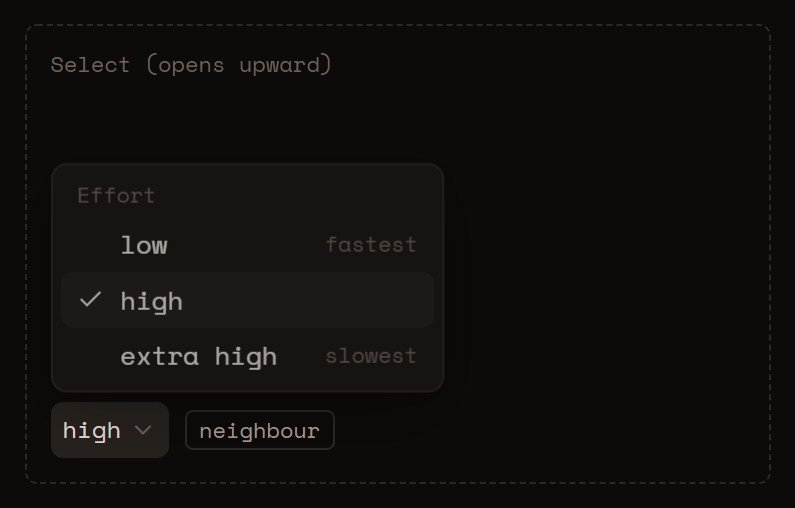 Select (opens upward)
Effort
low fastest
high
extra high slowest
high neighbour